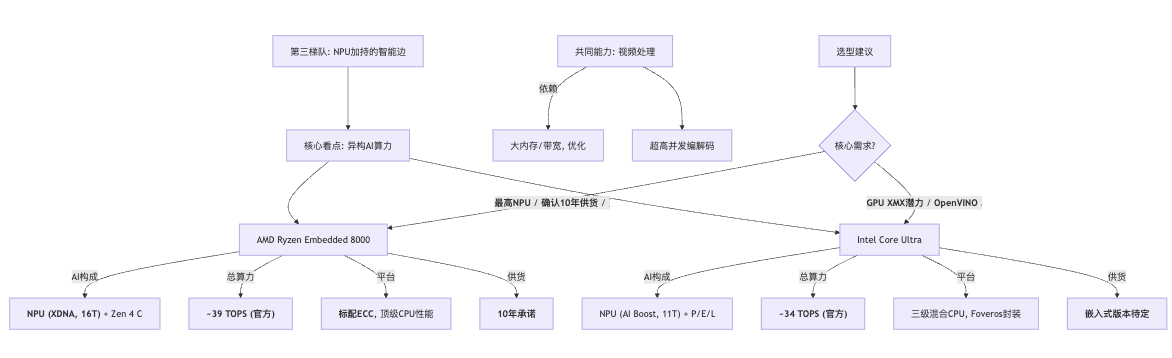 第三梯队: NPU加持的智能边
共同能力: 视频处理
选型建议
依赖
核心看点: 异构AI算力
大内存/带宽, 优化
超高并发编解码
核心需求?
最高NPU / 确认10年供货 /
GPU XMX潜力 / OpenVINO
AMD Ryzen Embedded 8000
Intel Core Ultra
AI构成
总算力
平台
供货
AI构成
总算力
平台
供货
NPU (XDNA, 16T) + Zen 4 C
~39 TOPS (官方)
标配ECC, 顶级CPU性能
10年承诺
NPU (AI Boost, 11T) + P/E/L
~34 TOPS (官方)
三级混合CPU, Foveros封装
嵌入式版本待定